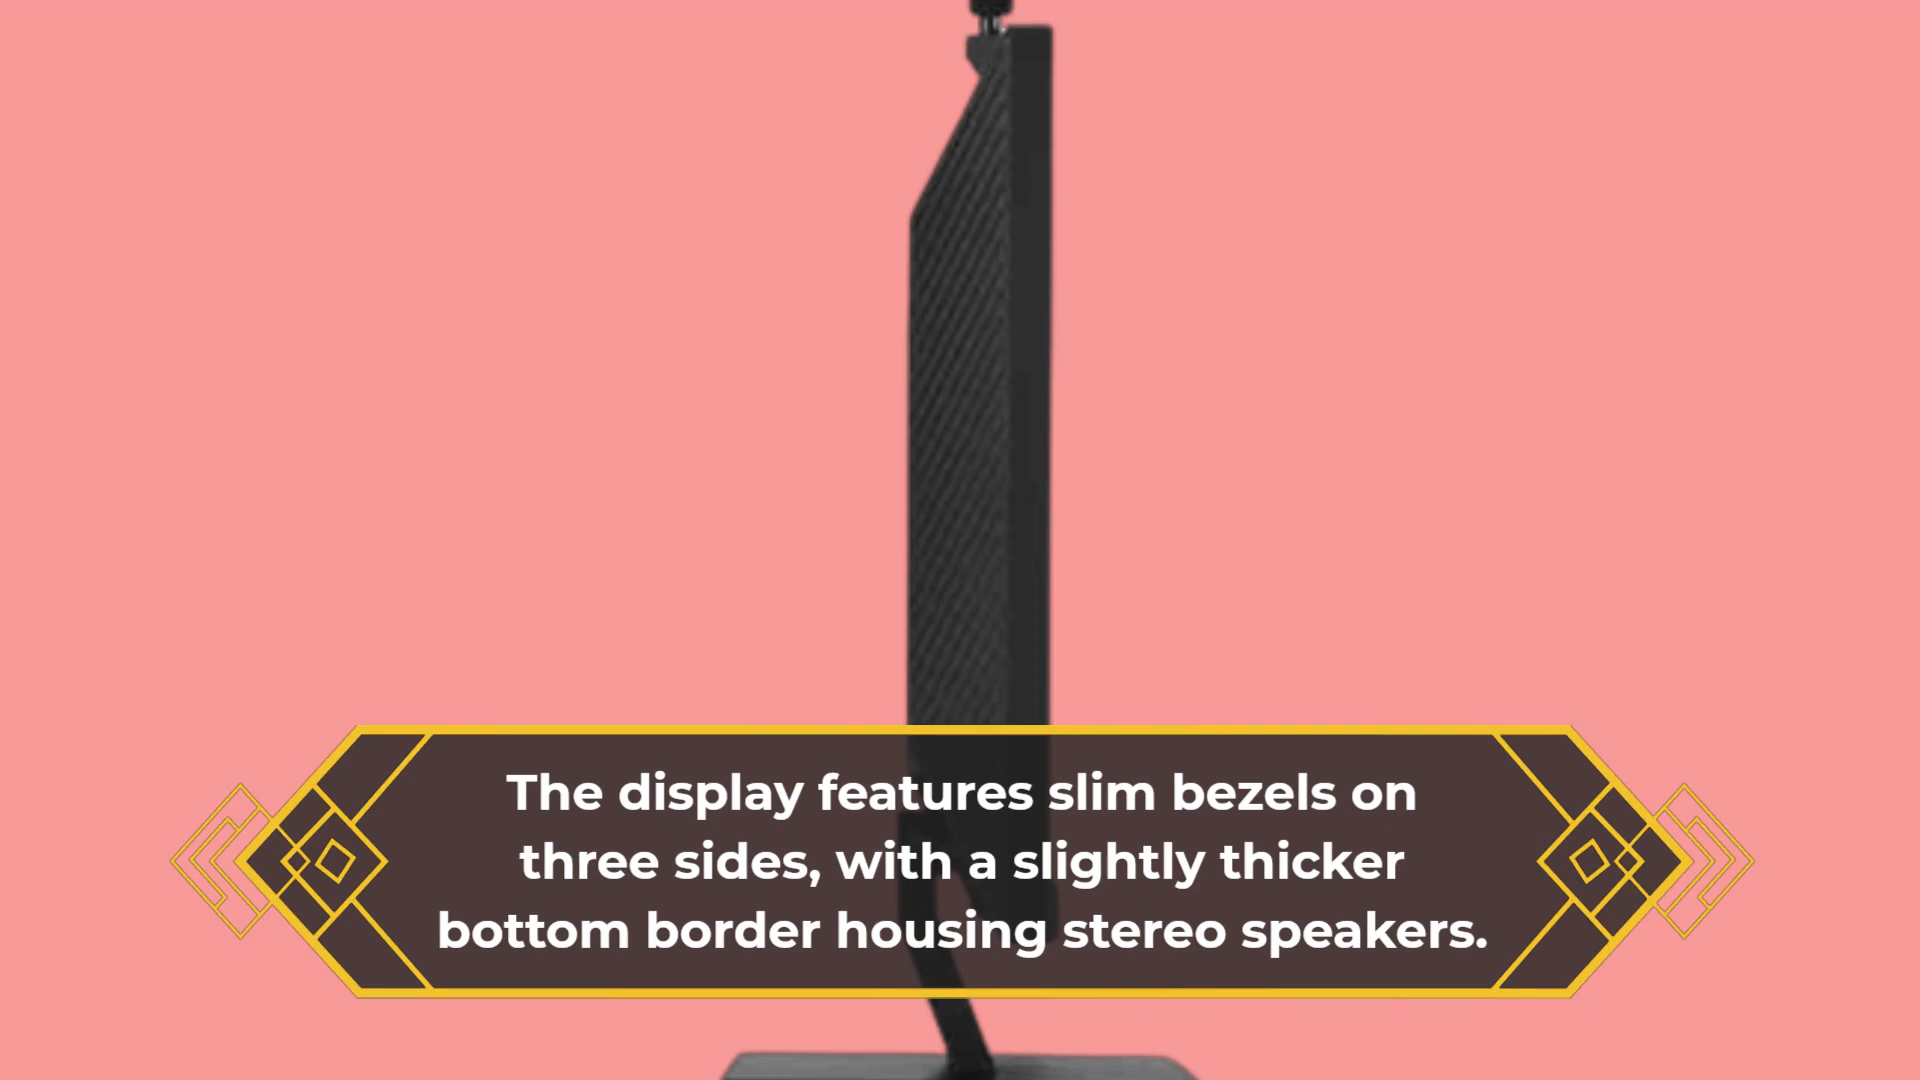 The display features slim bezels on
three sides, with a slightly thicker
bottom border housing stereo speakers.